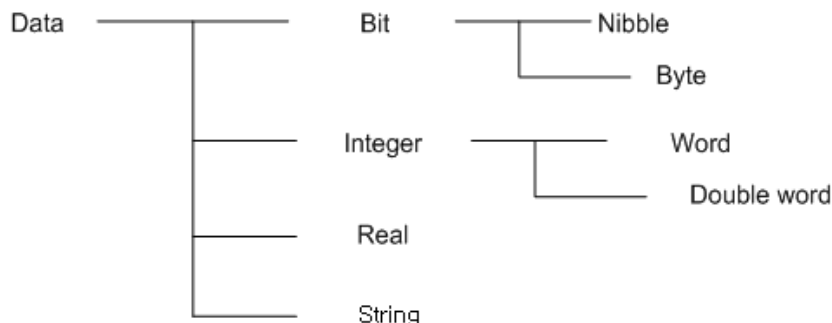 Data Bit Nibble
Byte
Integer Word
Double word
Real
String